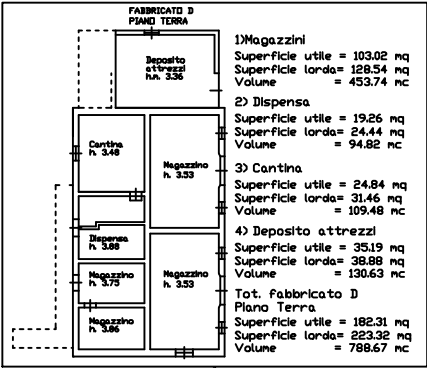 FABBRICATO D
PIANO TERRA
Deposito
attrezzi
h.m. 3.36
Cantina
h. 3.48
Magazzino
h. 3.53
Dispensa
h. 3.88
Magazzino
h. 3.75
Magazzino
h. 3.53
Magazzino
h. 3.86
1)Magazzini
Superficie utile = 103.02 mq
Superficie lorda= 128.54 mq
Volume = 453.74 mc
2) Dispensa
Superficie utile = 19.26 mq
Superficie lorda= 24.44 mq
Volume = 94.82 mc
3) Cantina
Superficie utile = 24.84 mq
Superficie lorda= 31.46 mq
Volume = 109.48 mc
4) Deposito attrezzi
Superficie utile = 35.19 mq
Superficie lorda= 38.88 mq
Volume = 130.63 mc
Tot. fabbricato D
Piano Terra
Superficie utile = 182.31 mq
Superficie lorda= 223.32 mq
Volume = 788.67 mc